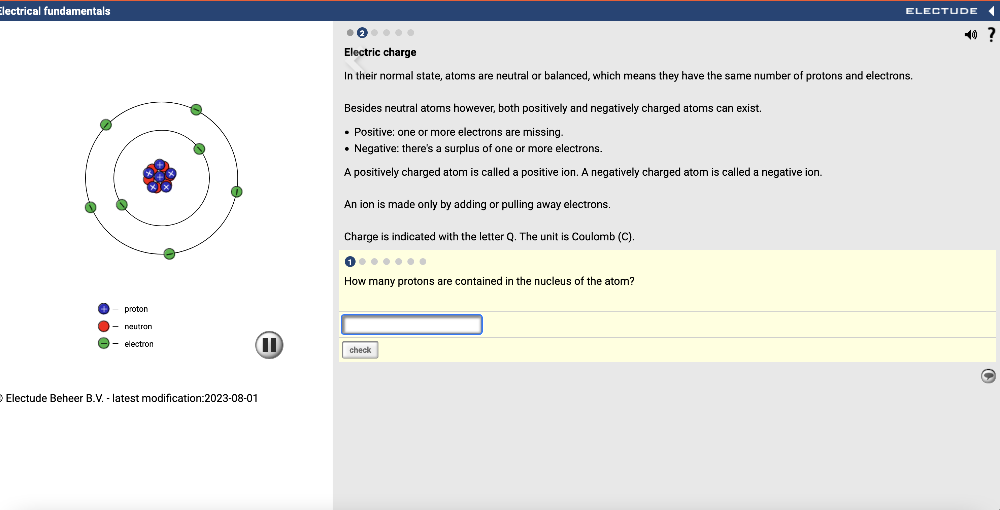 Electrical fundamentals
ELECTUDE
2
?
Electric charge
In their normal state, atoms are neutral or balanced, which means they have the same number of protons and electrons.
Besides neutral atoms however, both positively and negatively charged atoms can exist.
• Positive: one or more electrons are missing.
• Negative: there's a surplus of one or more electrons.
A positively charged atom is called a positive ion. A negatively charged atom is called a negative ion.
An ion is made only by adding or pulling away electrons.
Charge is indicated with the letter Q. The unit is Coulomb (C).
1
How many protons are contained in the nucleus of the atom?
check
+ – proton
– neutron
− – electron
© Electude Beheer B.V. - latest modification:2023-08-01